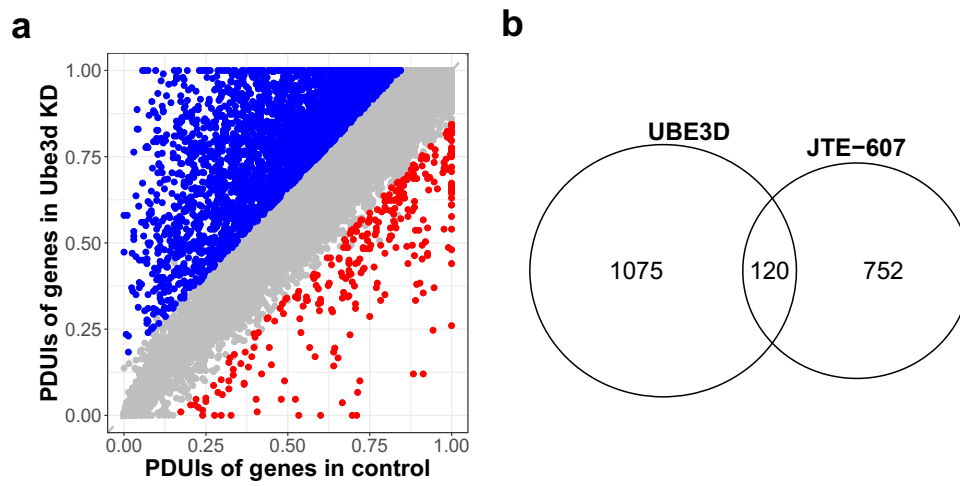 a
PDUIs of genes in Ube3d KD
1.00
0.75
0.50
0.25
0.00
0.00 0.25 0.50 0.75 1.00
PDUIs of genes in control
b
UBE3D
JTE−607
1075 120 752